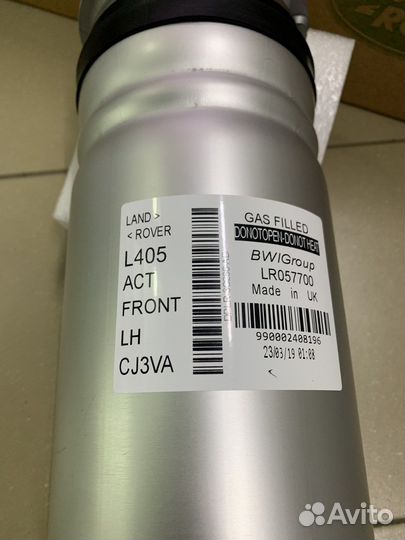 LAND >
< ROVER
L405
ACT
FRONT
LH
CJ3VA
GAS FILLED
DONOTOPEN-DONOT HEAT
BWIGroup
LR057700
Made in UK
990002408196
23/03/19 01:08
Avito